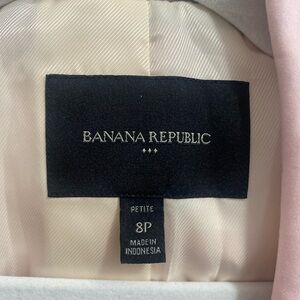 BANANA REPUBLIC
PETITE
8P
MADE IN
INDONESIA